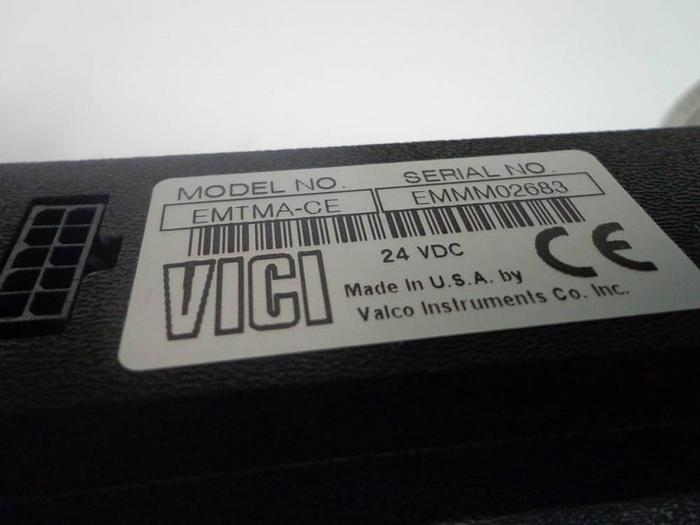 MODEL NO. SERIAL NO.
EMTMA-CE EMMM02683
24 VDC CE
VICI
Made In U.S.A. by
Valco Instruments Co. Inc.